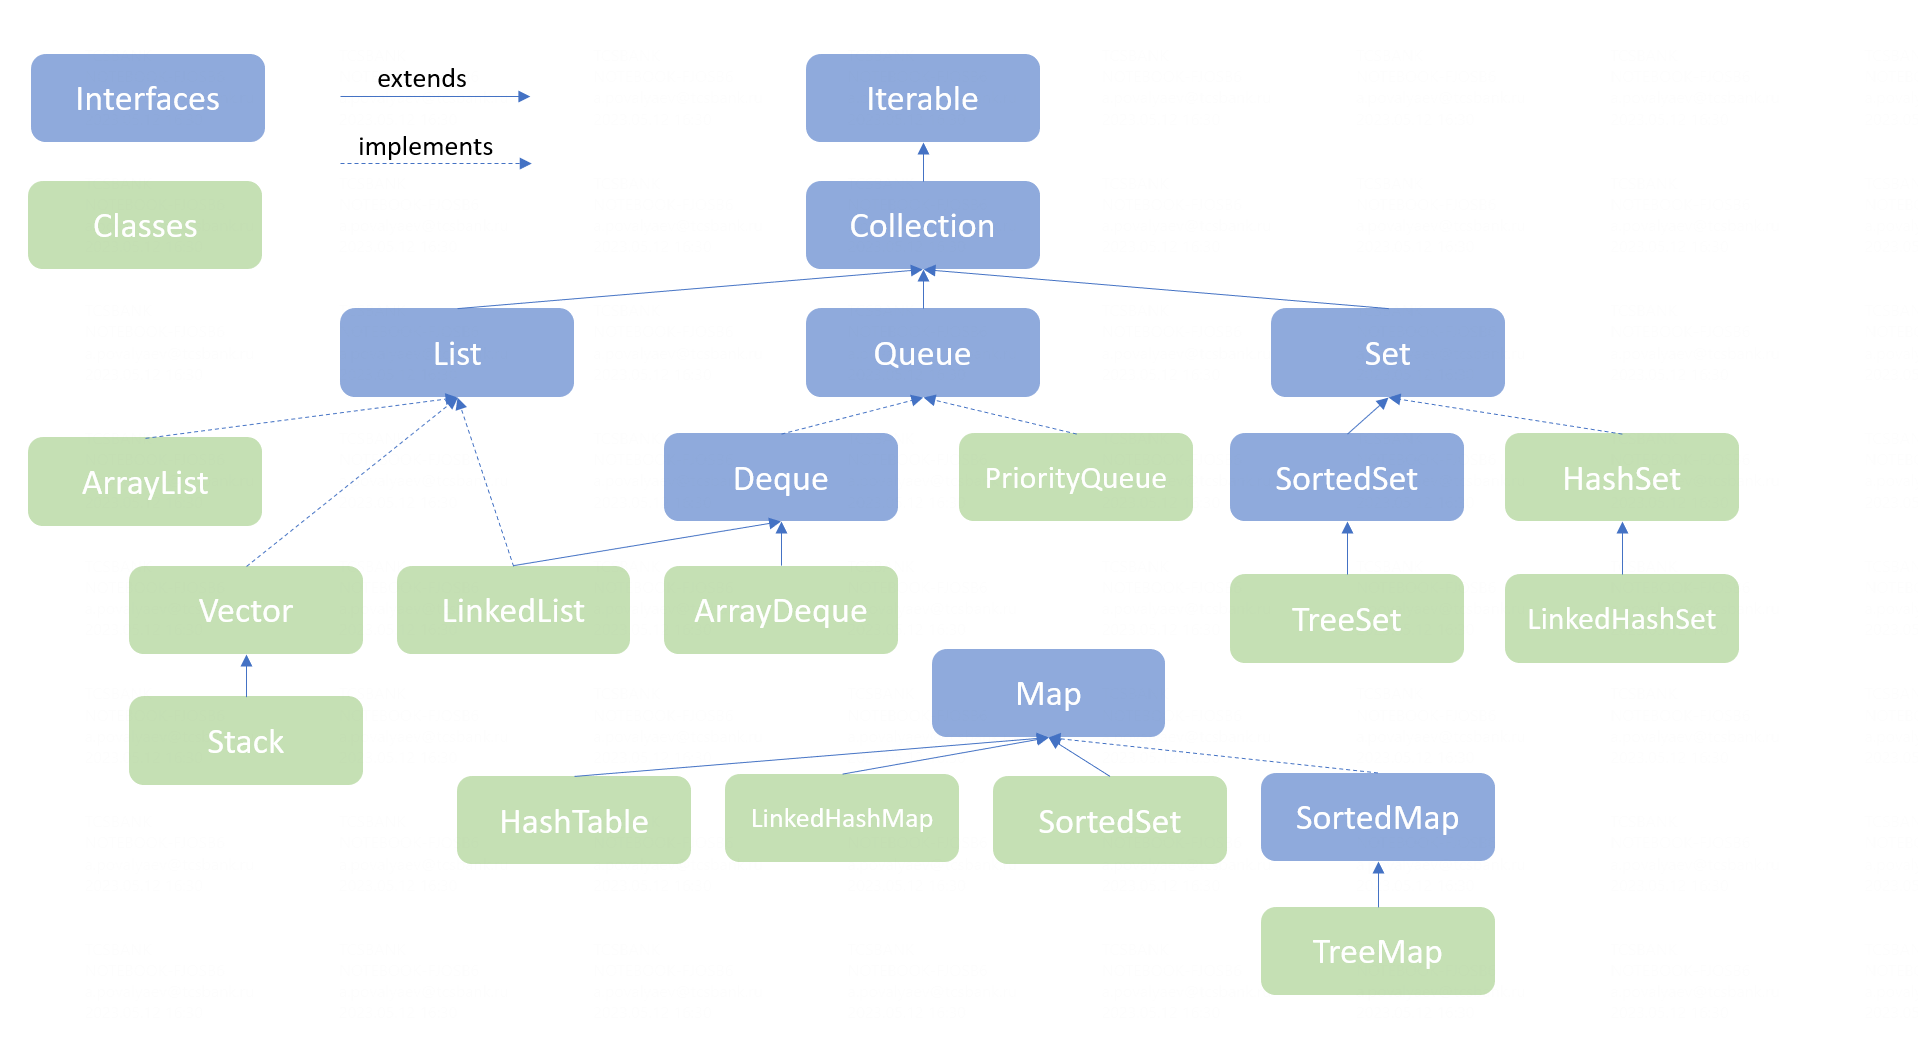 Interfaces
extends
Iterable
implements
Classes
Collection
List
Queue
Set
ArrayList
Deque
PriorityQueue
SortedSet
HashSet
Vector
LinkedList
ArrayDeque
TreeSet
LinkedHashSet
Map
Stack
HashTable
LinkedHashMap
SortedSet
SortedMap
TreeMap